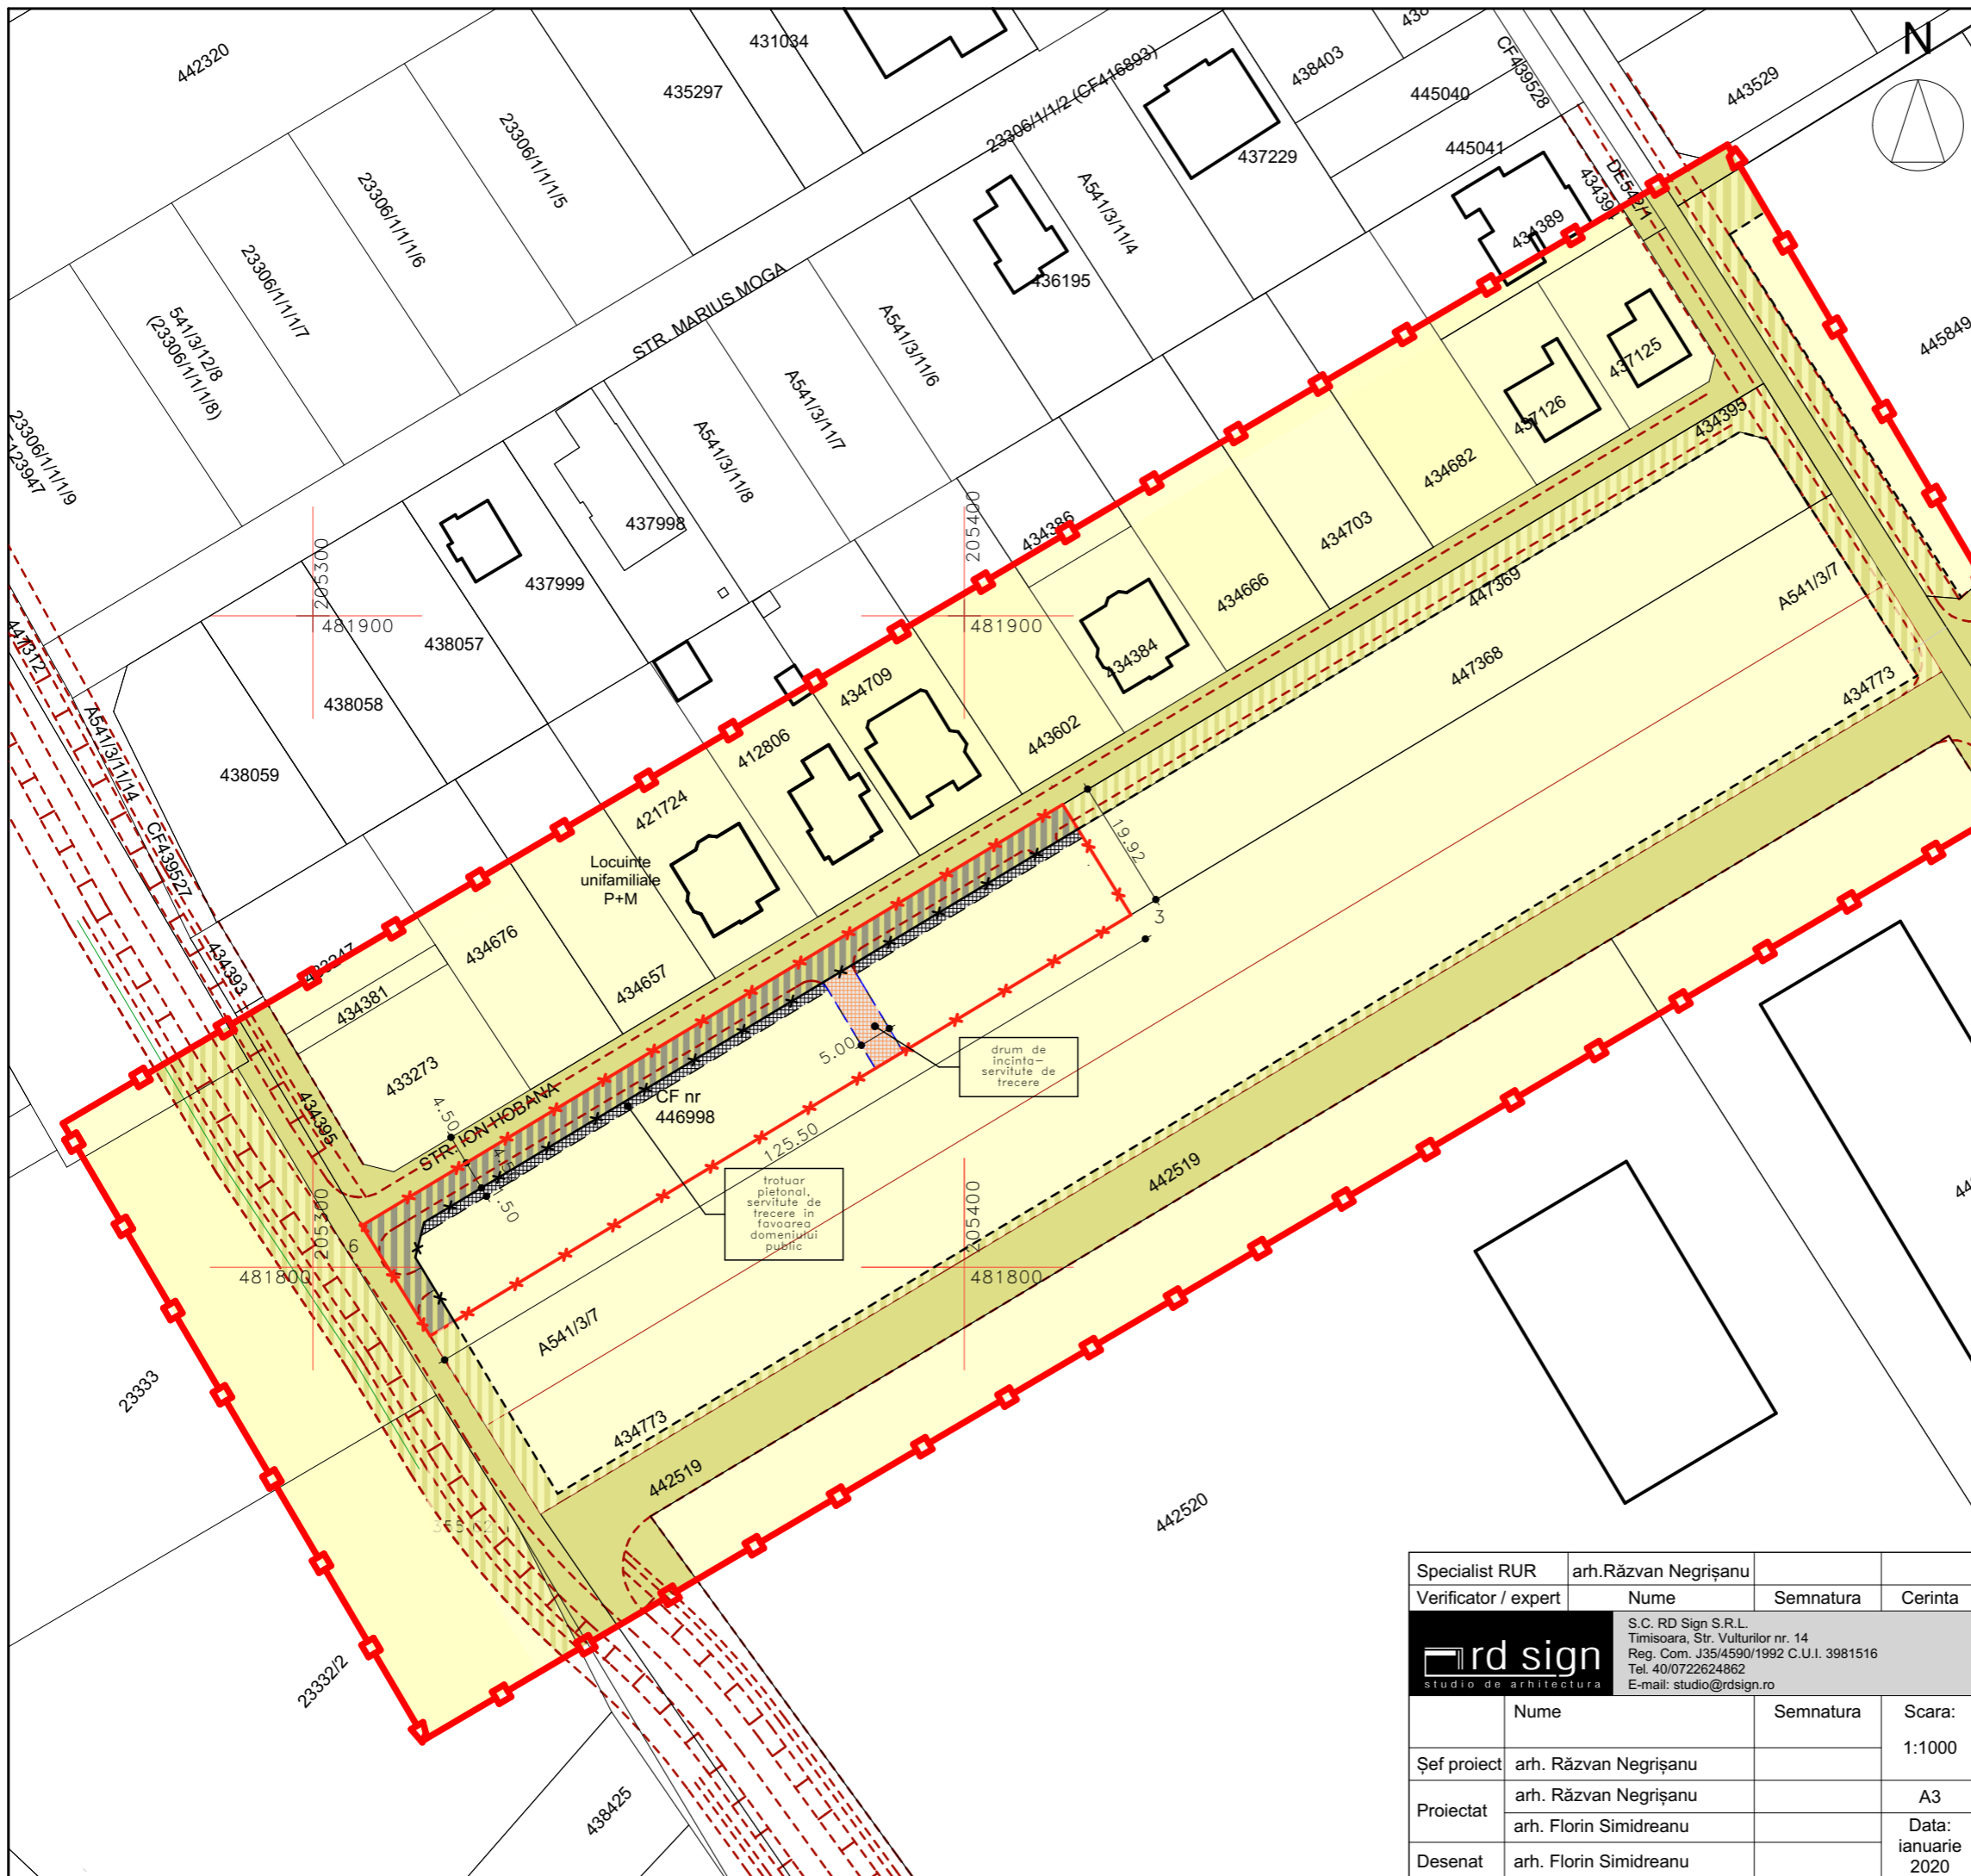 442320
431034
435297
23306/1/1/2 (CF416893)
438403
CF439528
443529
N
445040
445041
437229
23306/1/1/1/5
23306/1/1/1/6
23306/1/1/1/7
541/3/12/8
(23306/1/1/1/8)
23306/1/1/1/9
123947
A541/3/11/4
436195
434389
DE542/1
445849
STR. MARIUS MOGA
A541/3/11/6
A541/3/11/7
A541/3/11/8
437125
437126
434395
434682
434703
434386
434666
447369
A541/3/7
447368
434773
437998
437999
438057
438058
438059
205300
481900
205400
481900
447312
A541/3/11/14
CF439527
434393
434709
434384
443602
412806
421724
Locuinte
unifamiliale
P+M
434676
434657
434381
433273
434395
STR. ION HOBANA
19.92
3
5.00
drum de
incinta-
servitute de
trecere
CF nr
446998
4.50
125.50
trotuar
pietonal,
servitute de
trecere in
favoarea
domeniului
public
6
205300
481800
205400
481800
442519
A541/3/7
434773
442519
442520
23333
23332/2
438425
Specialist RUR arh.Răzvan Negrișanu
Verificator / expert Nume Semnatura Cerinta
rd sign
studio de arhitectura
S.C. RD Sign S.R.L.
Timisoara, Str. Vulturilor nr. 14
Reg. Com. J35/4590/1992 C.U.I. 3981516
Tel. 40/0722624862
E-mail: studio@rdsign.ro
Nume Semnatura Scara:
1:1000
Șef proiect arh. Răzvan Negrișanu
Proiectat arh. Răzvan Negrișanu A3
arh. Florin Simidreanu Data:
ianuarie
2020
Desenat arh. Florin Simidreanu